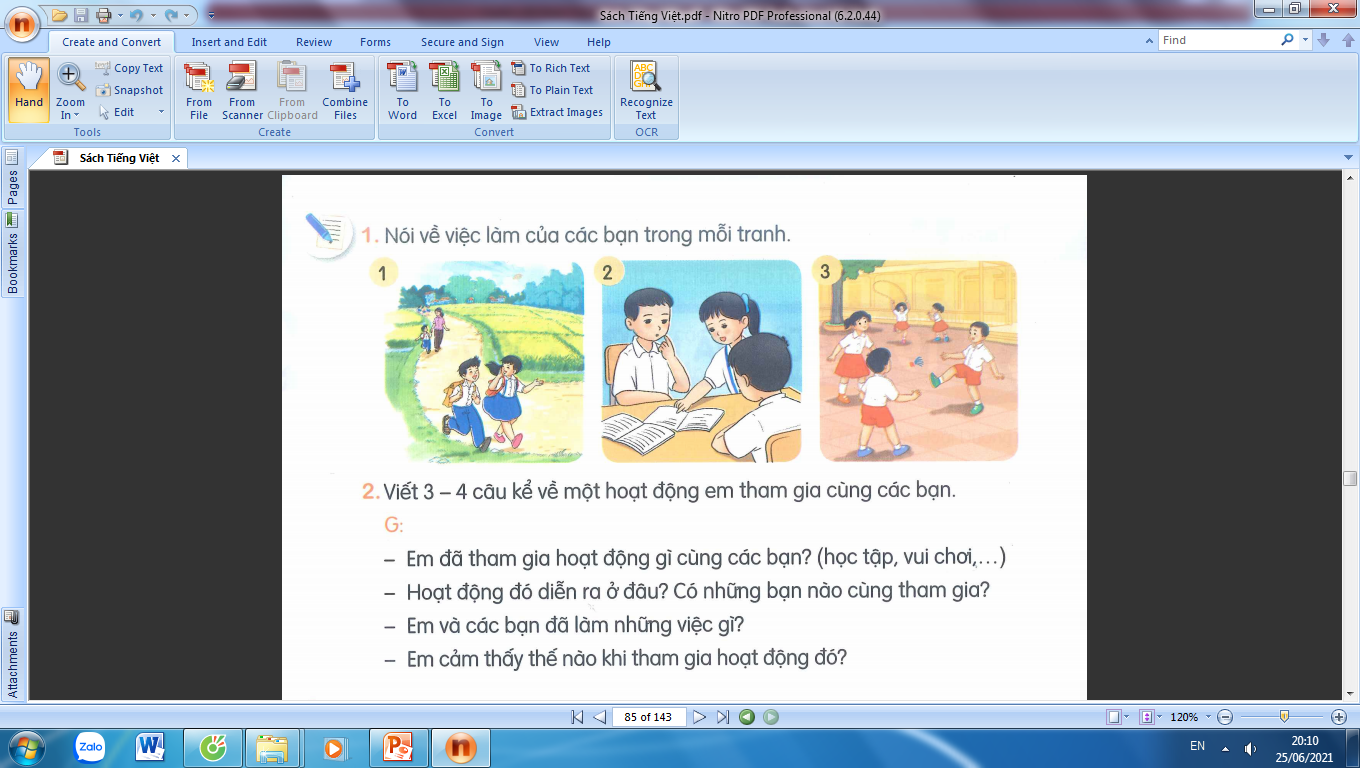 Sách Tiếng Việt.pdf - Nitro PDF Professional (6.2.0.44)
Create and Convert Insert and Edit Review Forms Secure and Sign View Help Find
Hand
Zoom In
Copy Text
Snapshot
Edit
Tools
From File
From Scanner
From Clipboard
Combine Files
Create
To Word
To Excel
To Image
To Rich Text
To Plain Text
Extract Images
Convert
Recognize Text
OCR
Sách Tiếng Việt
Pages
Bookmarks
Attachments
1. Nói về việc làm của các bạn trong mỗi tranh.
1 2 3
2. Viết 3 – 4 câu kể về một hoạt động em tham gia cùng các bạn.
G:
– Em đã tham gia hoạt động gì cùng các bạn? (học tập, vui chơi,...)
– Hoạt động đó diễn ra ở đâu? Có những bạn nào cùng tham gia?
– Em và các bạn đã làm những việc gì?
– Em cảm thấy thế nào khi tham gia hoạt động đó?
85 of 143
120%
Zalo
EN
20:10
25/06/2021